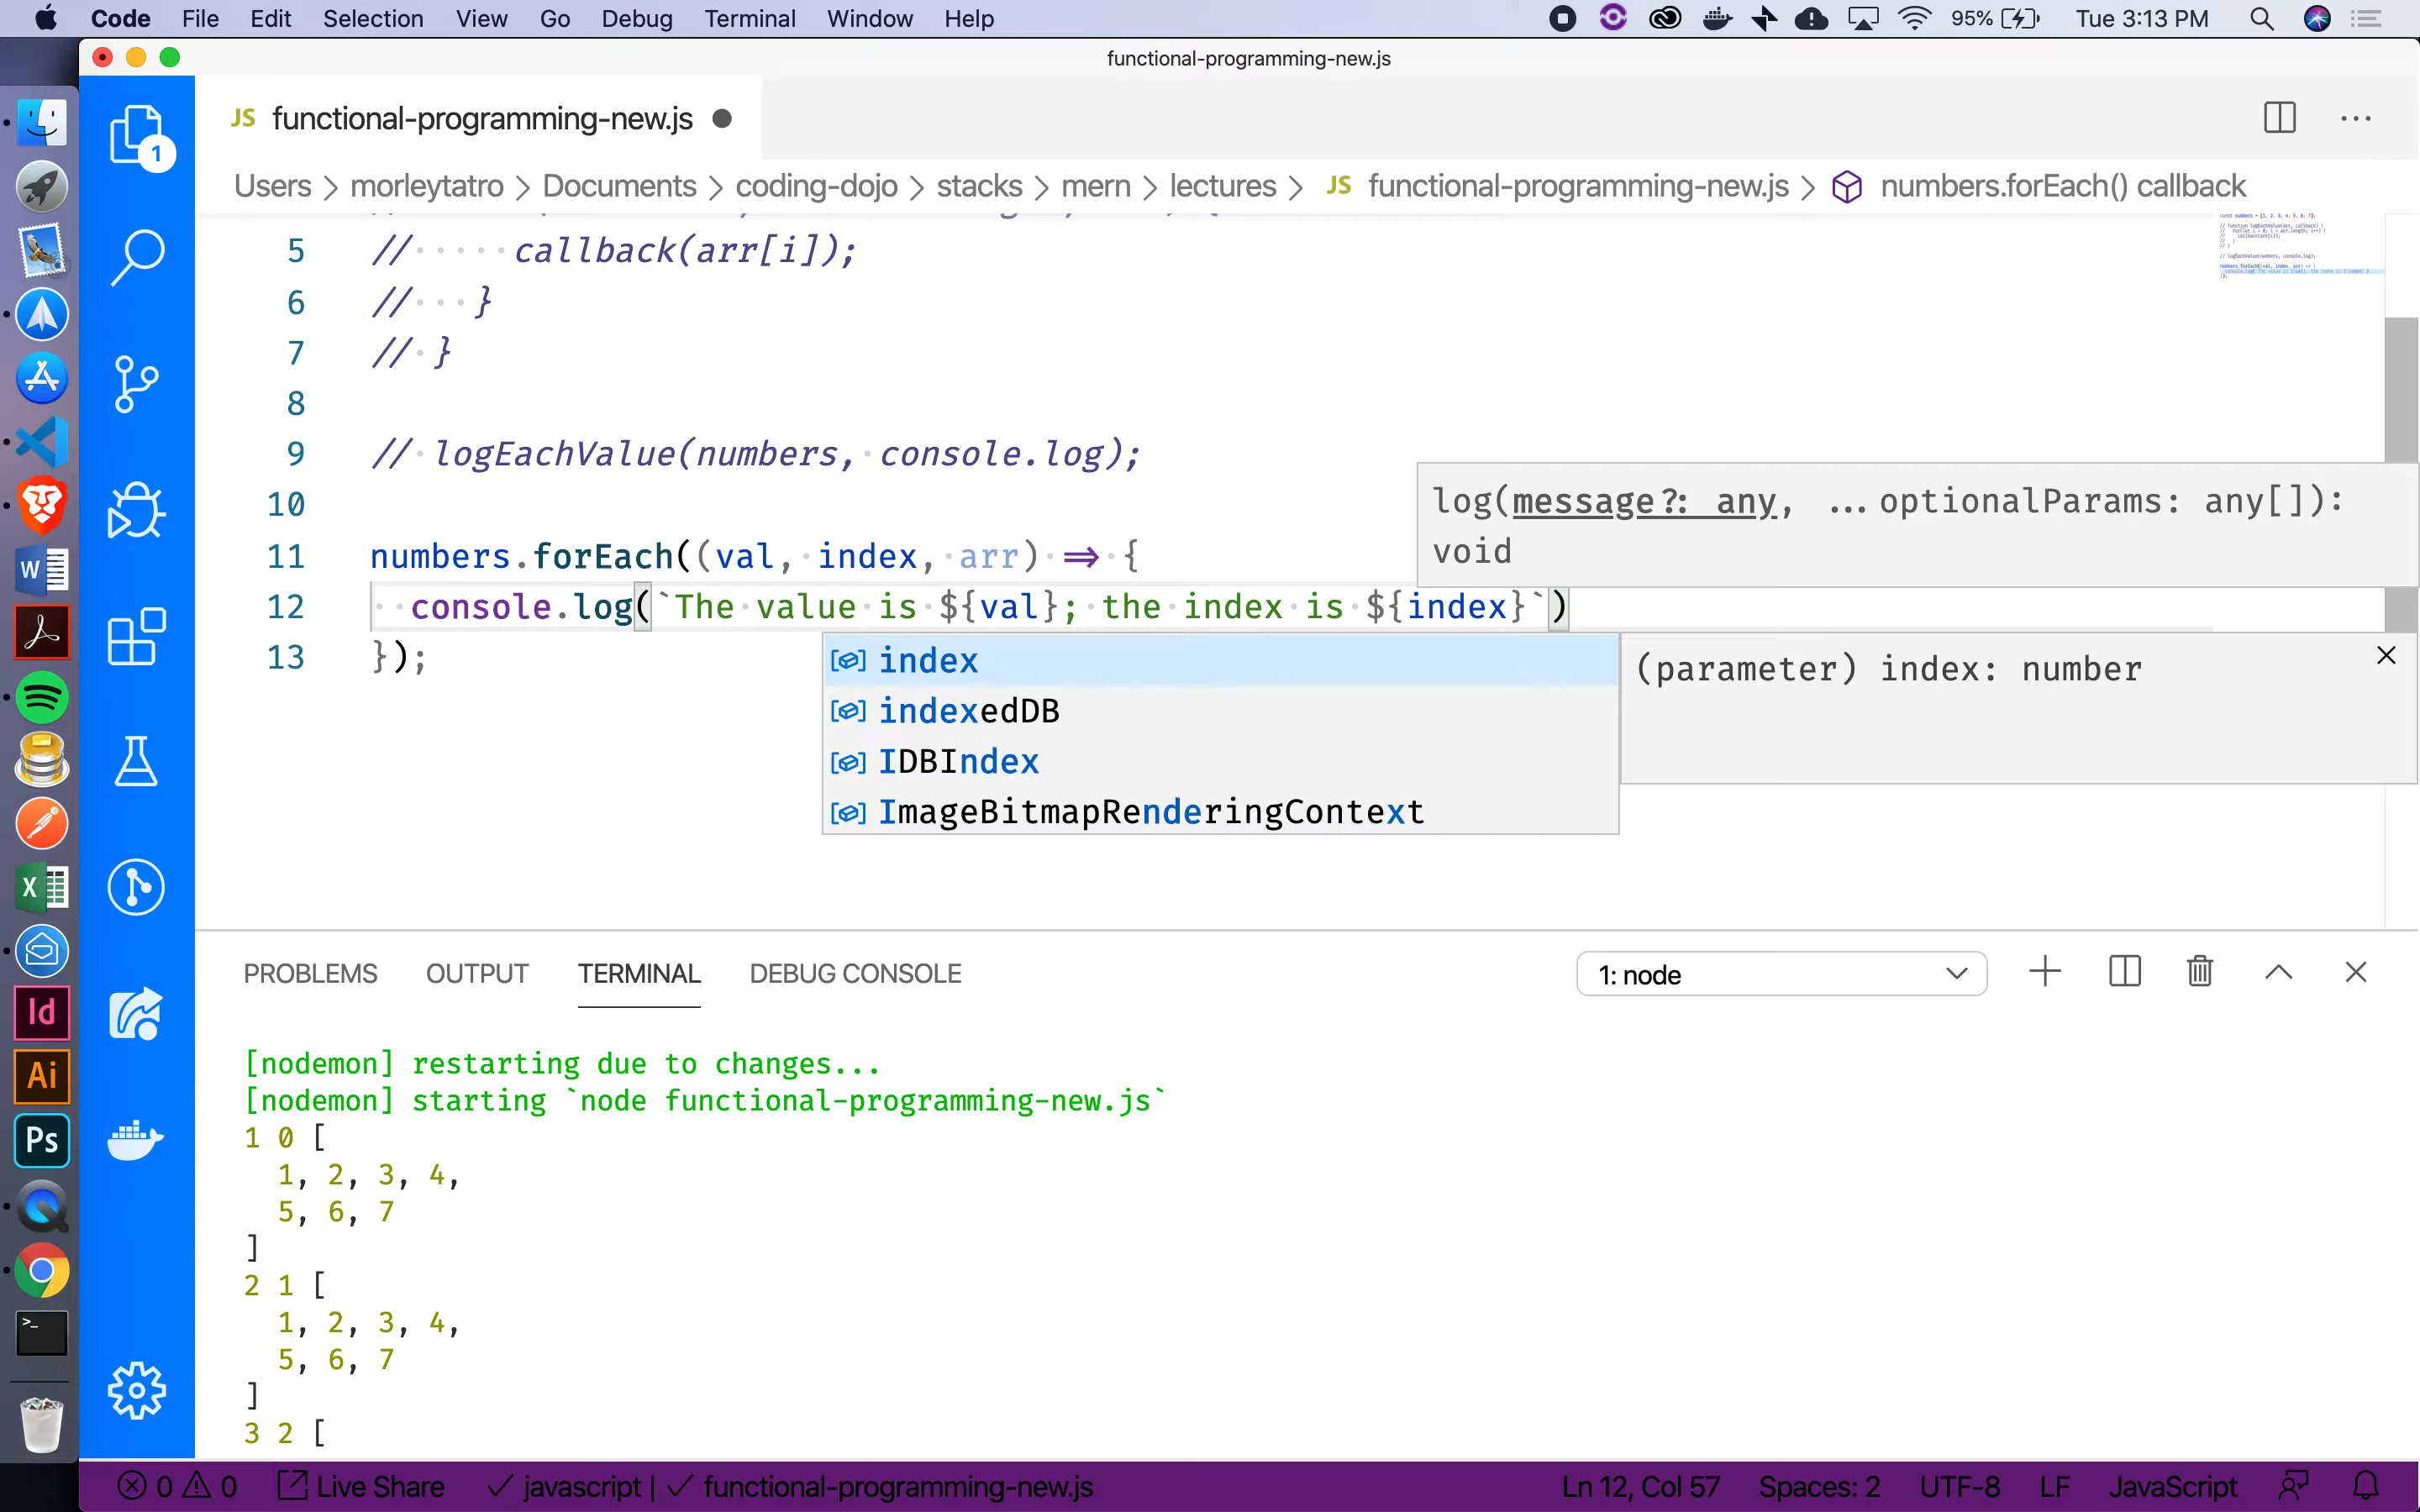 Code File Edit Selection View Go Debug Terminal Window Help 95% Tue 3:13 PM
functional-programming-new.js
JS functional-programming-new.js
1
Users > morleytatro > Documents > coding-dojo > stacks > mern > lectures > JS functional-programming-new.js > numbers.forEach() callback
5 // callback(arr[i]);
6 // }
7 // }
8
9 // logEachValue(numbers, console.log);
10
log(message?: any, ...optionalParams: any[]):
void
11 numbers.forEach((val, index, arr) => {
12 console.log(`The value is ${val}; the index is ${index}`)
13 });
index
(parameter) index: number
indexedDB
IDBIndex
ImageBitmapRenderingContext
PROBLEMS OUTPUT TERMINAL DEBUG CONSOLE 1: node
[nodemon] restarting due to changes...
[nodemon] starting `node functional-programming-new.js`
1 0 [
1, 2, 3, 4,
5, 6, 7
]
2 1 [
1, 2, 3, 4,
5, 6, 7
]
3 2 [
W
X
Id
Ai
Ps
>_
0 0 Live Share javascript | functional-programming-new.js Ln 12, Col 57 Spaces: 2 UTF-8 LF JavaScript